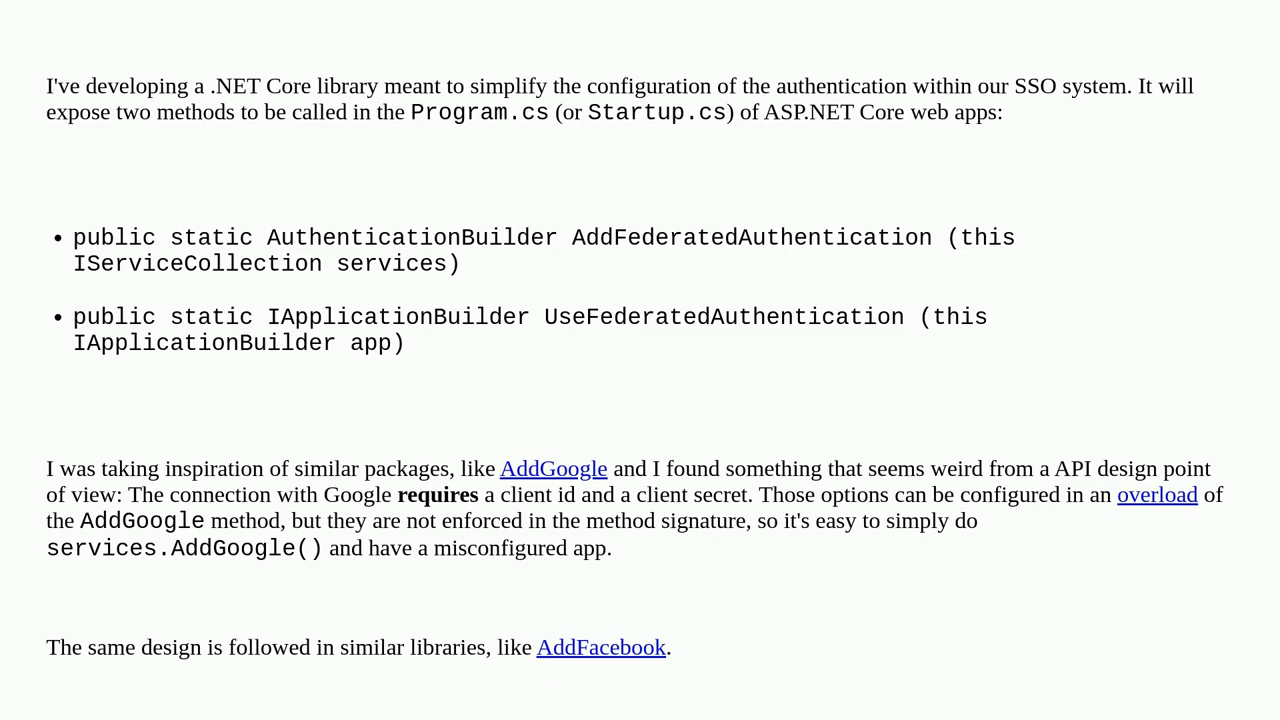 I've developing a .NET Core library meant to simplify the configuration of the authentication within our SSO system. It will
expose two methods to be called in the Program.cs (or Startup.cs) of ASP.NET Core web apps:
• public static AuthenticationBuilder AddFederatedAuthentication (this
IServiceCollection services)
• public static IApplicationBuilder UseFederatedAuthentication (this
IApplicationBuilder app)
I was taking inspiration of similar packages, like AddGoogle and I found something that seems weird from a API design point
of view: The connection with Google requires a client id and a client secret. Those options can be configured in an overload of
the AddGoogle method, but they are not enforced in the method signature, so it's easy to simply do
services.AddGoogle() and have a misconfigured app.
The same design is followed in similar libraries, like AddFacebook.